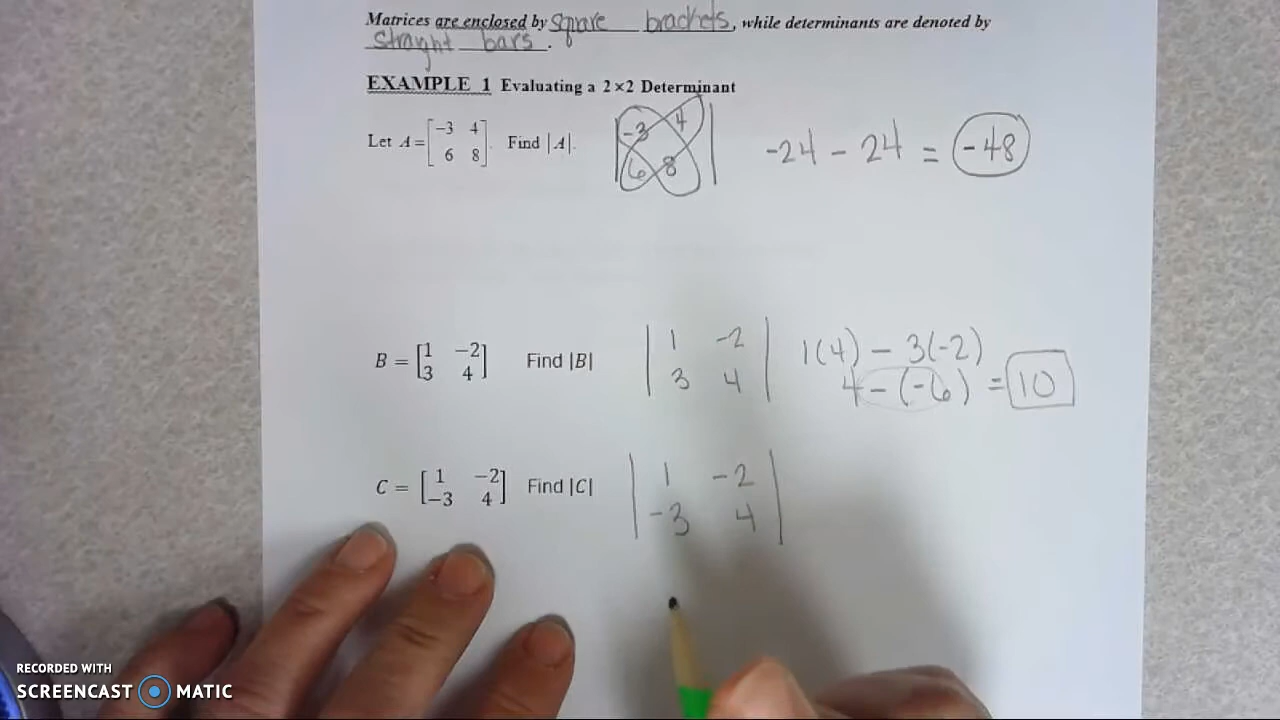 Matrices are enclosed by square brackets, while determinants are denoted by
straight bars.
EXAMPLE 1 Evaluating a 2×2 Determinant
Let A = [-3 4
6 8]. Find |A|. |-3 4
6 8| -24 - 24 = -48
B = [1 -2
3 4] Find |B| |1 -2
3 4| 1(4) - 3(-2)
4 - (-6) = 10
C = [1 -2
-3 4] Find |C| |1 -2
-3 4|
RECORDED WITH
SCREENCAST MATIC